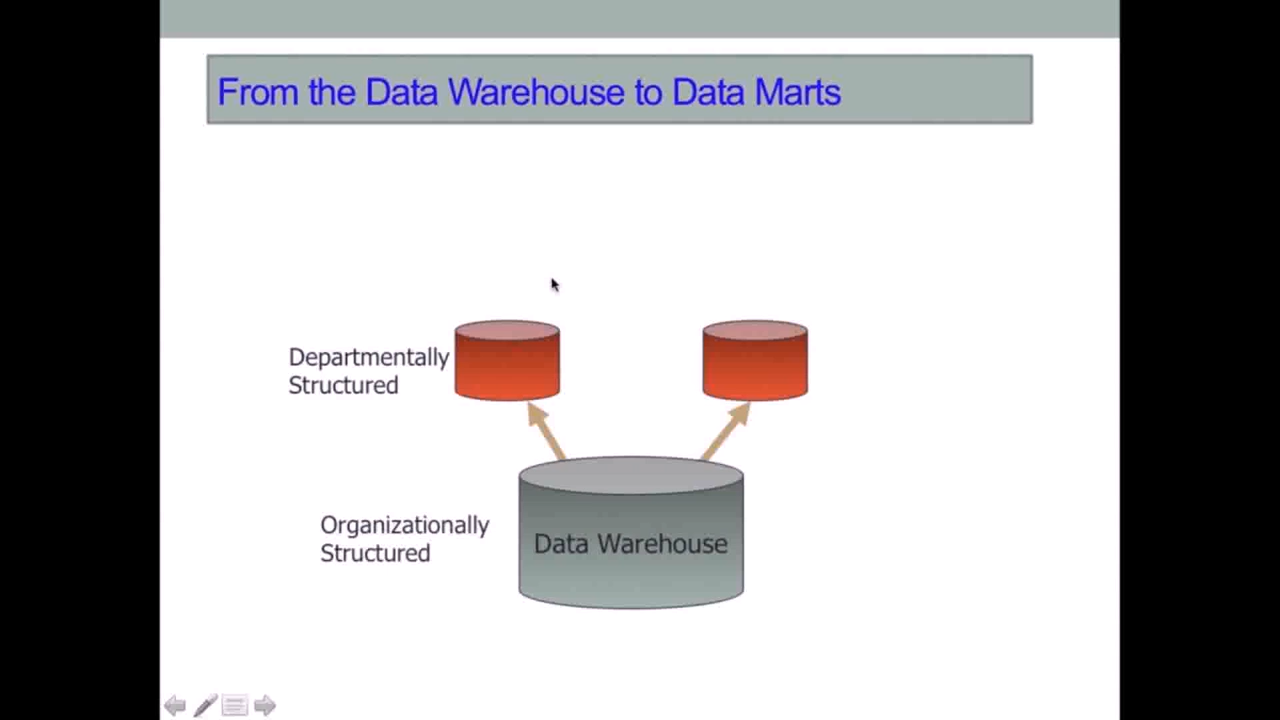 From the Data Warehouse to Data Marts
Departmentally
Structured
Organizationally
Structured
Data Warehouse